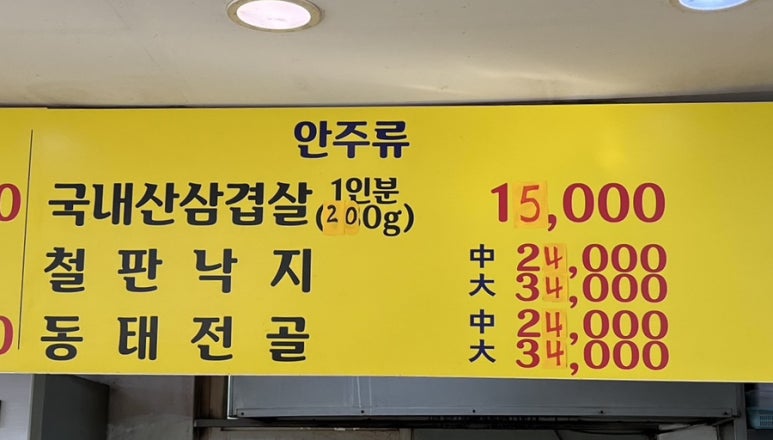 안주류
국내산삼겹살 1인분 (200g) 15,000
철판낙지 中 24,000
大 34,000
동태전골 中 24,000
大 34,000